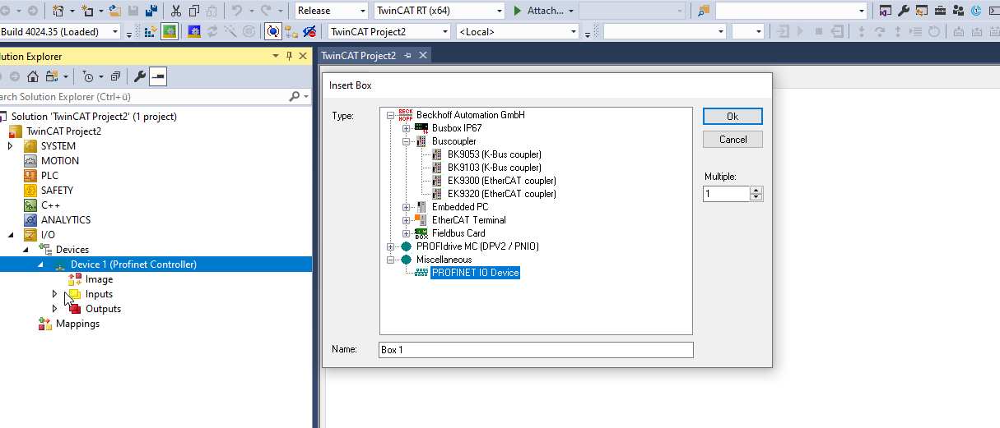 Release
TwinCAT RT (x64)
Attach...
Build 4024.35 (Loaded)
TwinCAT Project2
<Local>
lution Explorer
TwinCAT Project2
arch Solution Explorer (Ctrl+ü)
Solution 'TwinCAT Project2' (1 project)
TwinCAT Project2
SYSTEM
MOTION
PLC
SAFETY
C++
ANALYTICS
I/O
Devices
Device 1 (Profinet Controller)
Image
Inputs
Outputs
Mappings
Insert Box
Type:
BECK
HOFF
Beckhoff Automation GmbH
Busbox IP67
Buscoupler
BK9053 (K-Bus coupler)
BK9103 (K-Bus coupler)
EK9300 (EtherCAT coupler)
EK9320 (EtherCAT coupler)
Embedded PC
EtherCAT Terminal
BOX
Fieldbus Card
PROFIdrive MC (DPV2 / PNIO)
Miscellaneous
PROFINET IO Device
Ok
Cancel
Multiple:
1
Name:
Box 1